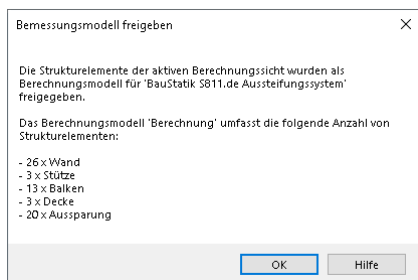 Bemessungsmodell freigeben
Die Strukturelemente der aktiven Berechnungssicht wurden als
Berechnungsmodell für 'BauStatik S811.de Aussteifungssystem'
freigegeben.
Das Berechnungsmodell 'Berechnung' umfasst die folgende Anzahl von
Strukturelementen:
- 26 x Wand
- 3 x Stütze
- 13 x Balken
- 3 x Decke
- 20 x Aussparung
OK
Hilfe